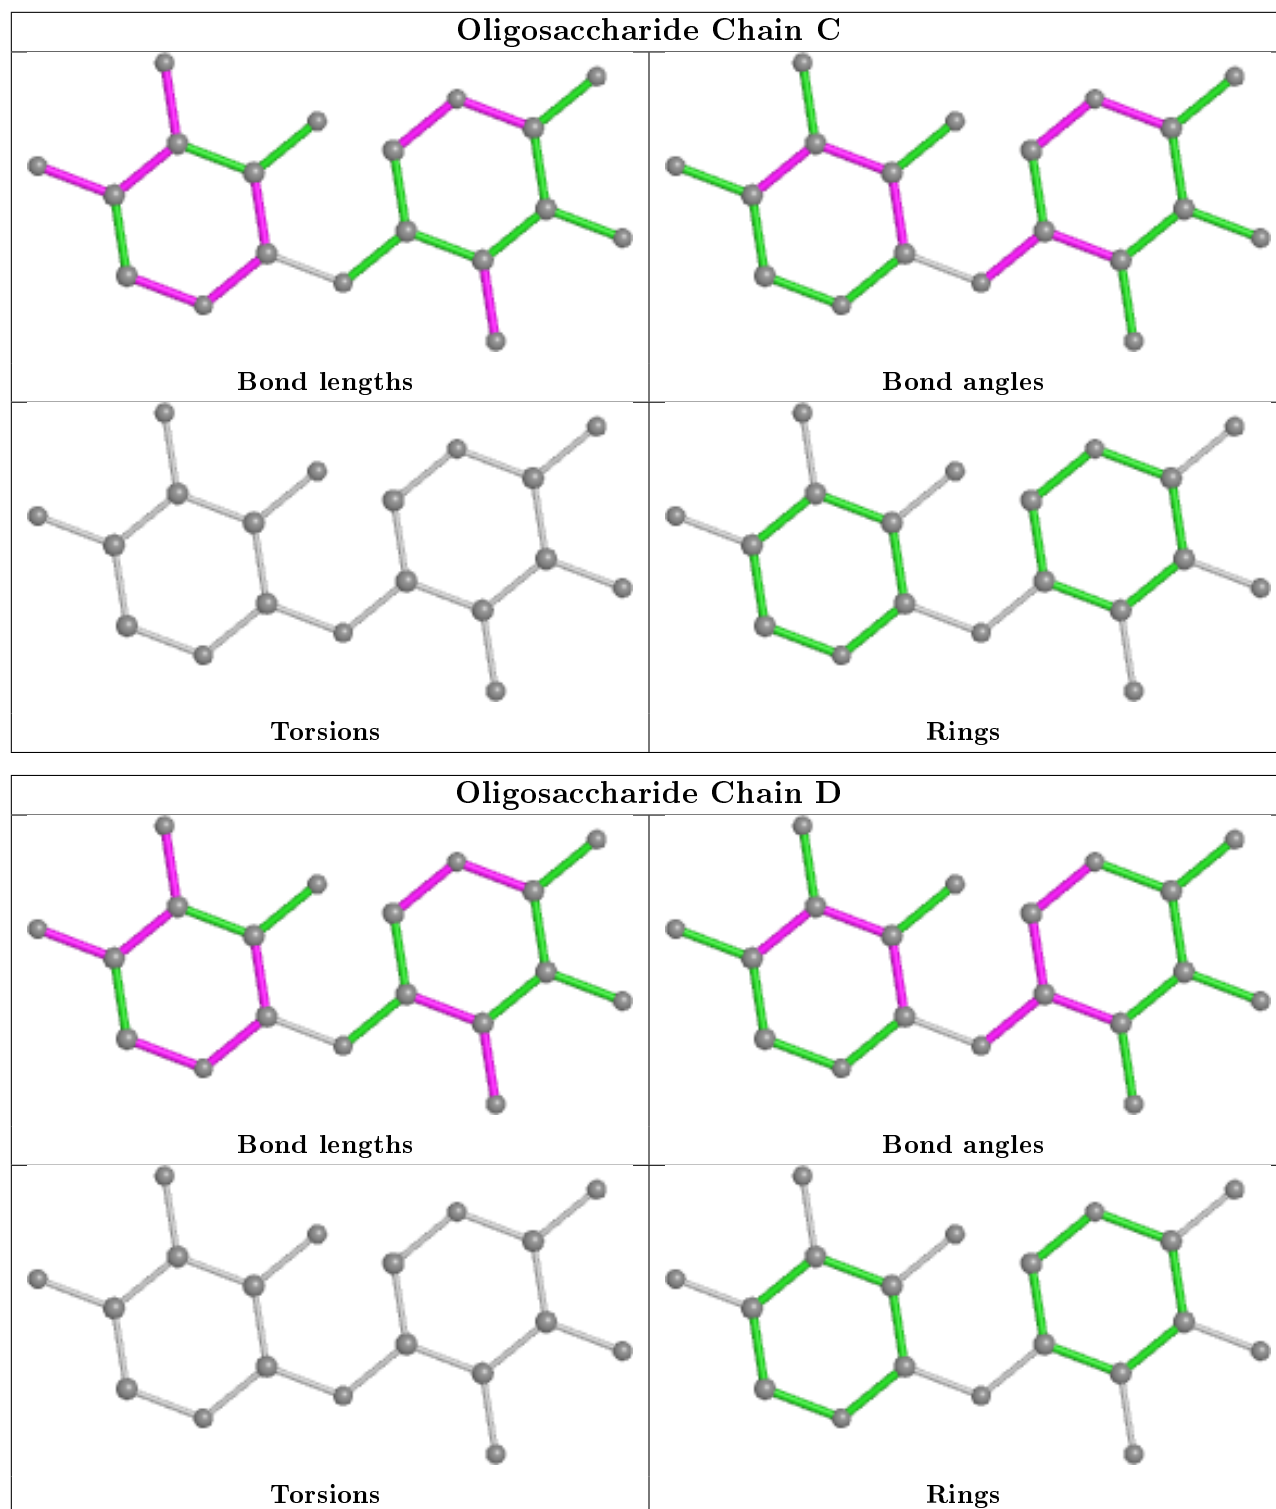 Oligosaccharide Chain C
Bond lengths
Bond angles
Torsions
Rings
Oligosaccharide Chain D
Bond lengths
Bond angles
Torsions
Rings